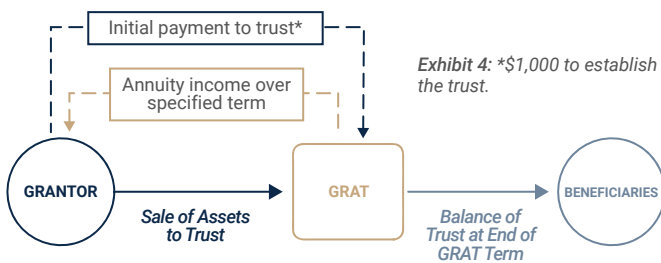 Initial payment to trust*
Exhibit 4: *$1,000 to establish
the trust.
Annuity income over
specified term
GRANTOR
GRAT
BENEFICIARIES
Sale of Assets
to Trust
Balance of
Trust at End of
GRAT Term